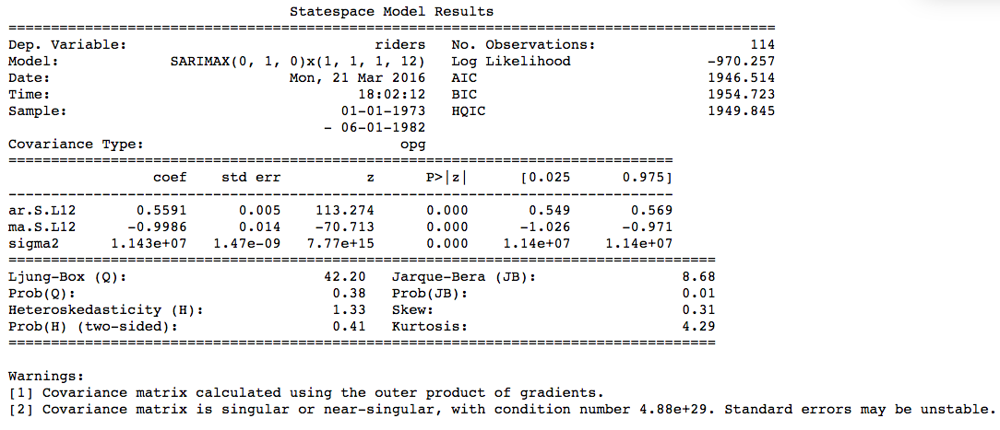 Statespace Model Results
==========================================================================================
Dep. Variable: riders No. Observations: 114
Model: SARIMAX(0, 1, 0)x(1, 1, 1, 12) Log Likelihood -970.257
Date: Mon, 21 Mar 2016 AIC 1946.514
Time: 18:02:12 BIC 1954.723
Sample: 01-01-1973 HQIC 1949.845
- 06-01-1982
Covariance Type: opg
==============================================================================
coef std err z P>|z| [0.025 0.975]
------------------------------------------------------------------------------
ar.S.L12 0.5591 0.005 113.274 0.000 0.549 0.569
ma.S.L12 -0.9986 0.014 -70.713 0.000 -1.026 -0.971
sigma2 1.143e+07 1.47e-09 7.77e+15 0.000 1.14e+07 1.14e+07
===================================================================================
Ljung-Box (Q): 42.20 Jarque-Bera (JB): 8.68
Prob(Q): 0.38 Prob(JB): 0.01
Heteroskedasticity (H): 1.33 Skew: 0.31
Prob(H) (two-sided): 0.41 Kurtosis: 4.29
===================================================================================
Warnings:
[1] Covariance matrix calculated using the outer product of gradients.
[2] Covariance matrix is singular or near-singular, with condition number 4.88e+29. Standard errors may be unstable.